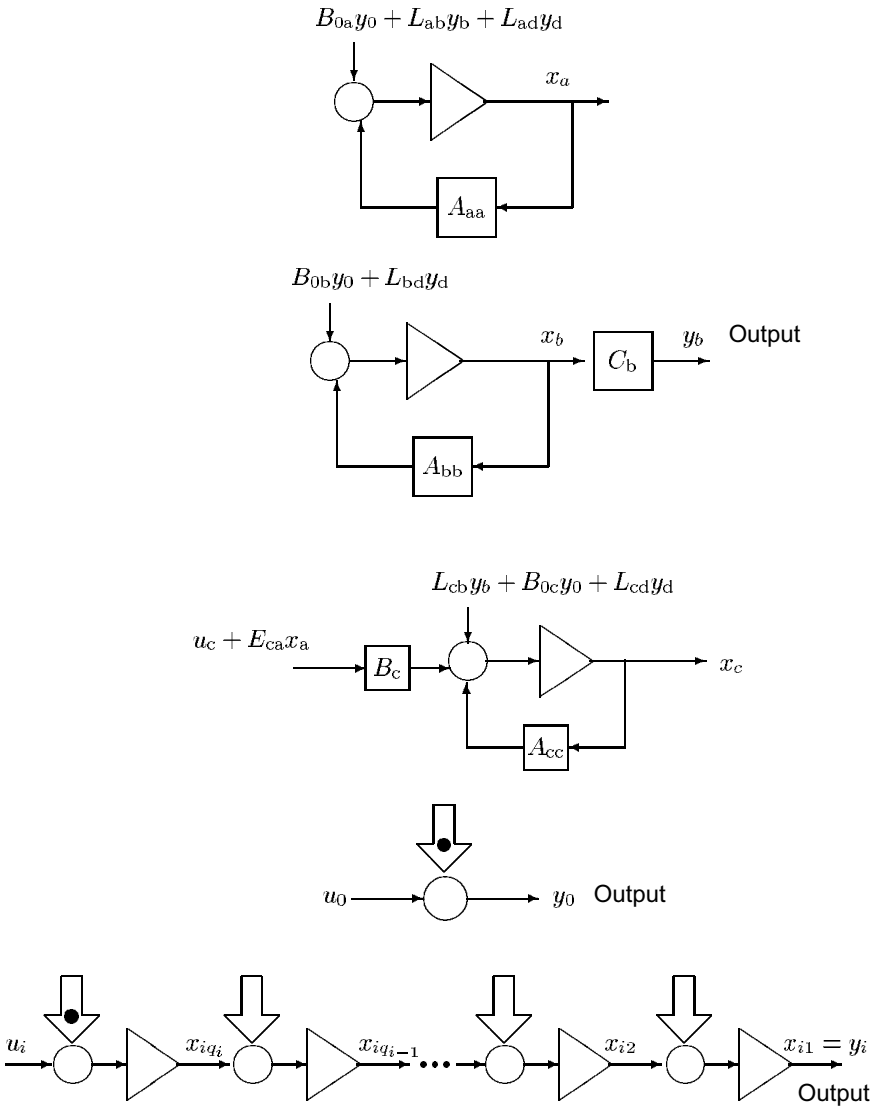 B_{0a}y_0 + L_{ab}y_b + L_{ad}y_d
x_a
A_{aa}
B_{0b}y_0 + L_{bd}y_d
x_b
C_b
y_b
Output
A_{bb}
L_{cb}y_b + B_{0c}y_0 + L_{cd}y_d
u_c + E_{ca}x_a
B_c
x_c
A_{cc}
u_0
y_0
Output
u_i
x_{iq_i}
x_{iq_{i-1}}
x_{i2}
x_{i1} = y_i
Output